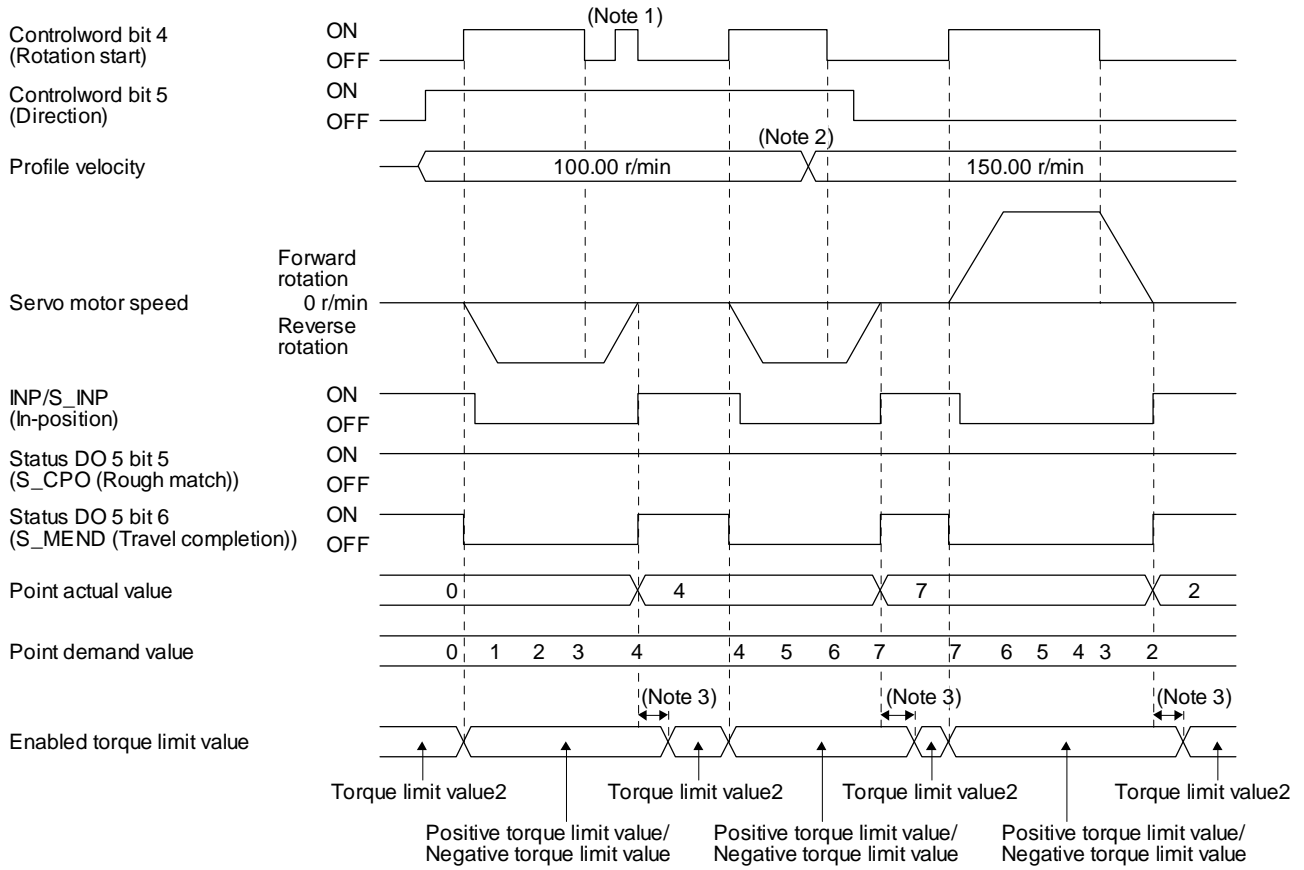 (Note 1)
Controlword bit 4
(Rotation start)
ON
OFF
Controlword bit 5
(Direction)
ON
OFF
(Note 2)
Profile velocity
100.00 r/min
150.00 r/min
Servo motor speed
Forward
rotation
0 r/min
Reverse
rotation
INP/S_INP
(In-position)
ON
OFF
Status DO 5 bit 5
(S_CPO (Rough match))
ON
OFF
Status DO 5 bit 6
(S_MEND (Travel completion))
ON
OFF
Point actual value
0 4 7 2
Point demand value
0 1 2 3 4 4 5 6 7 7 6 5 4 3 2
(Note 3) (Note 3) (Note 3)
Enabled torque limit value
Torque limit value2 Torque limit value2 Torque limit value2 Torque limit value2
Positive torque limit value/ Positive torque limit value/ Positive torque limit value/
Negative torque limit value Negative torque limit value Negative torque limit value